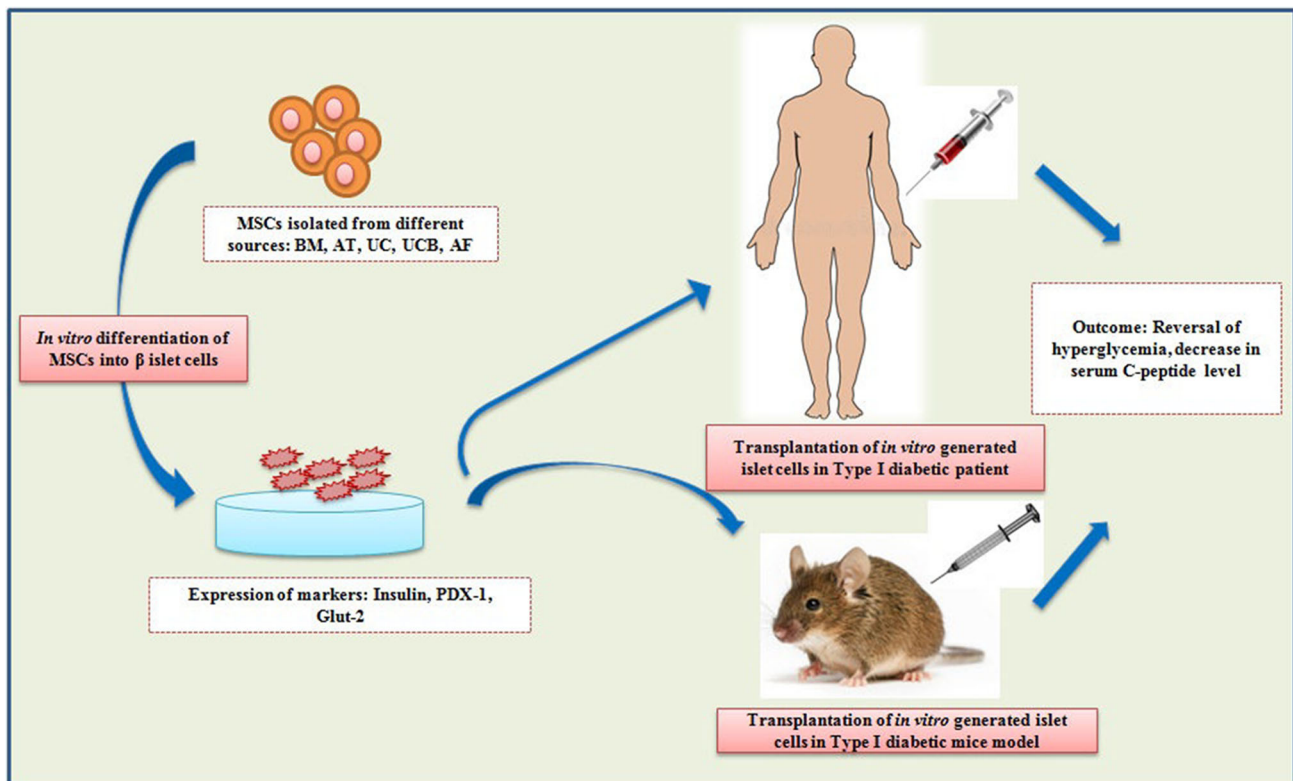 MSCs isolated from different
sources: BM, AT, UC, UCB, AF
In vitro differentiation of
MSCs into β islet cells
Expression of markers: Insulin, PDX-1,
Glut-2
Transplantation of in vitro generated
islet cells in Type I diabetic patient
Transplantation of in vitro generated islet
cells in Type I diabetic mice model
Outcome: Reversal of
hyperglycemia, decrease in
serum C-peptide level